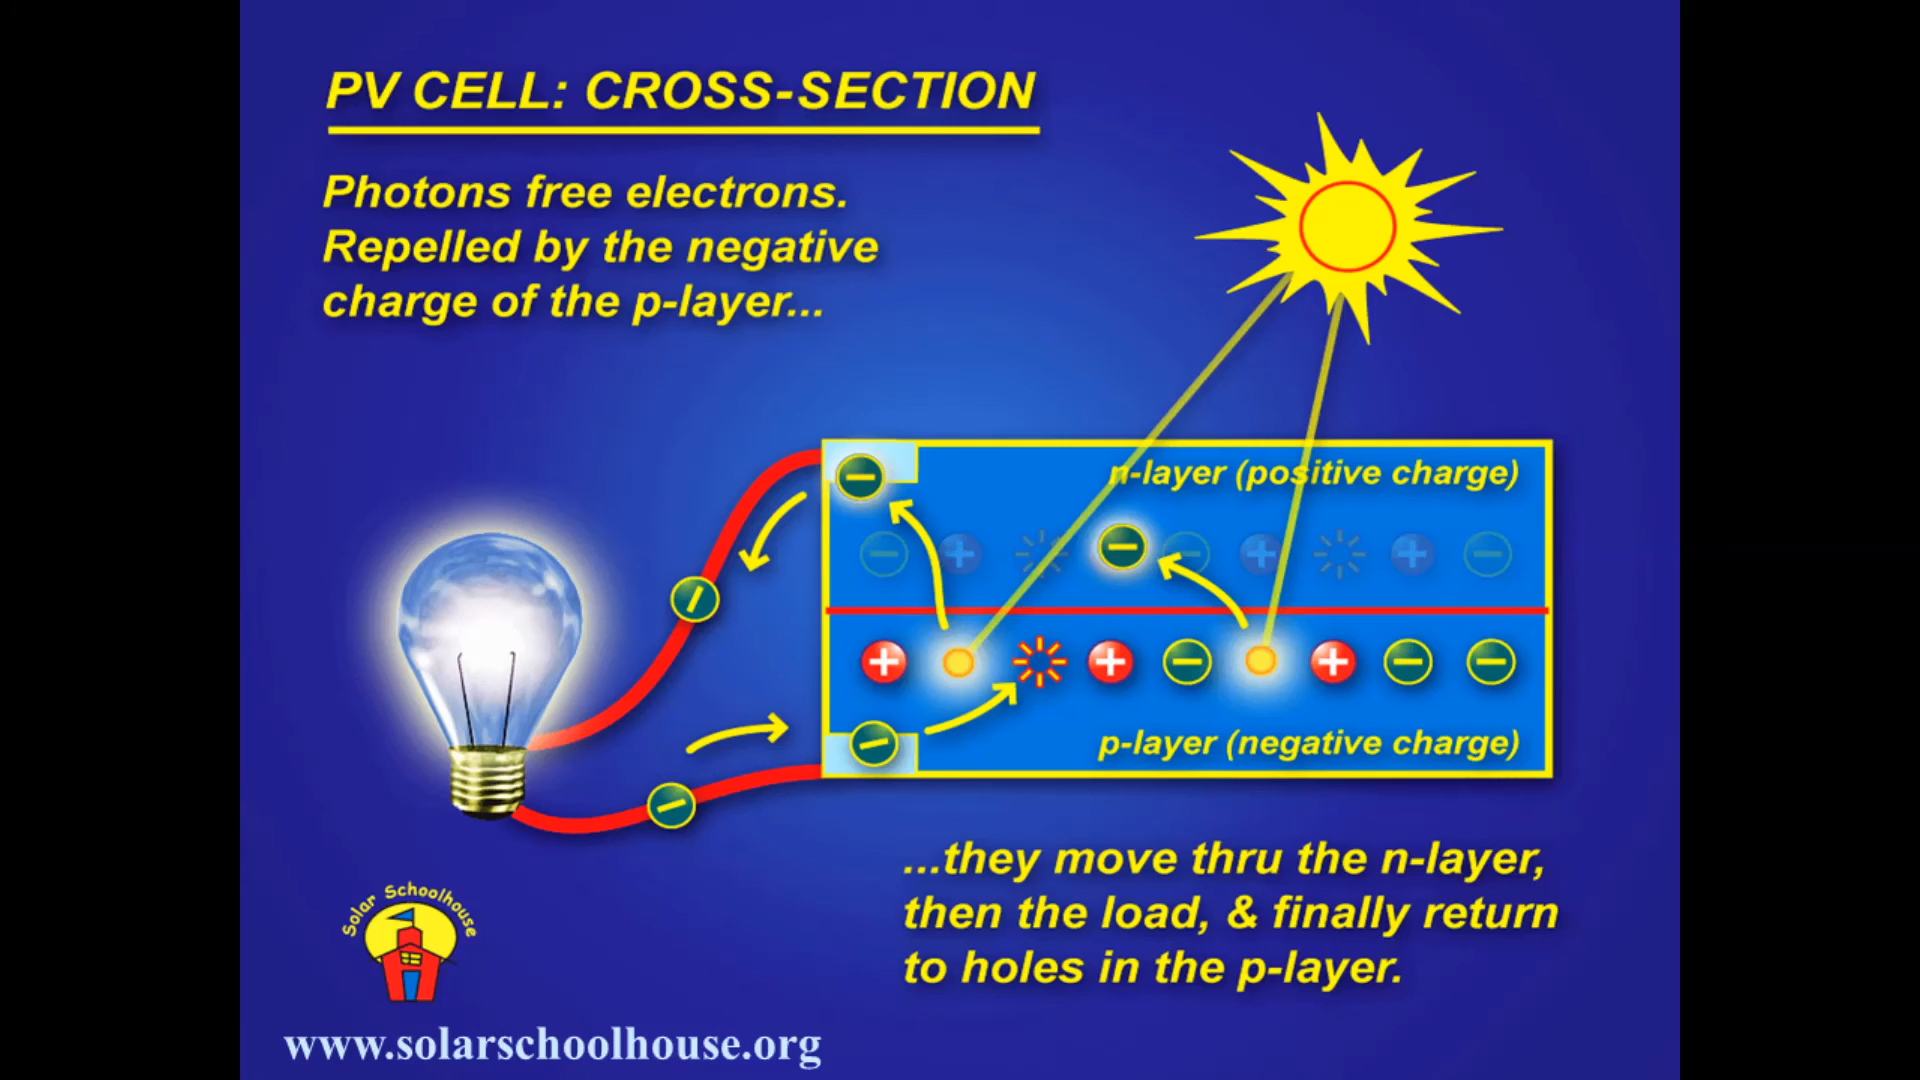 PV CELL: CROSS-SECTION
Photons free electrons.
Repelled by the negative
charge of the p-layer...
n-layer (positive charge)
p-layer (negative charge)
...they move thru the n-layer,
then the load, & finally return
to holes in the p-layer.
Solar Schoolhouse
www.solarschoolhouse.org